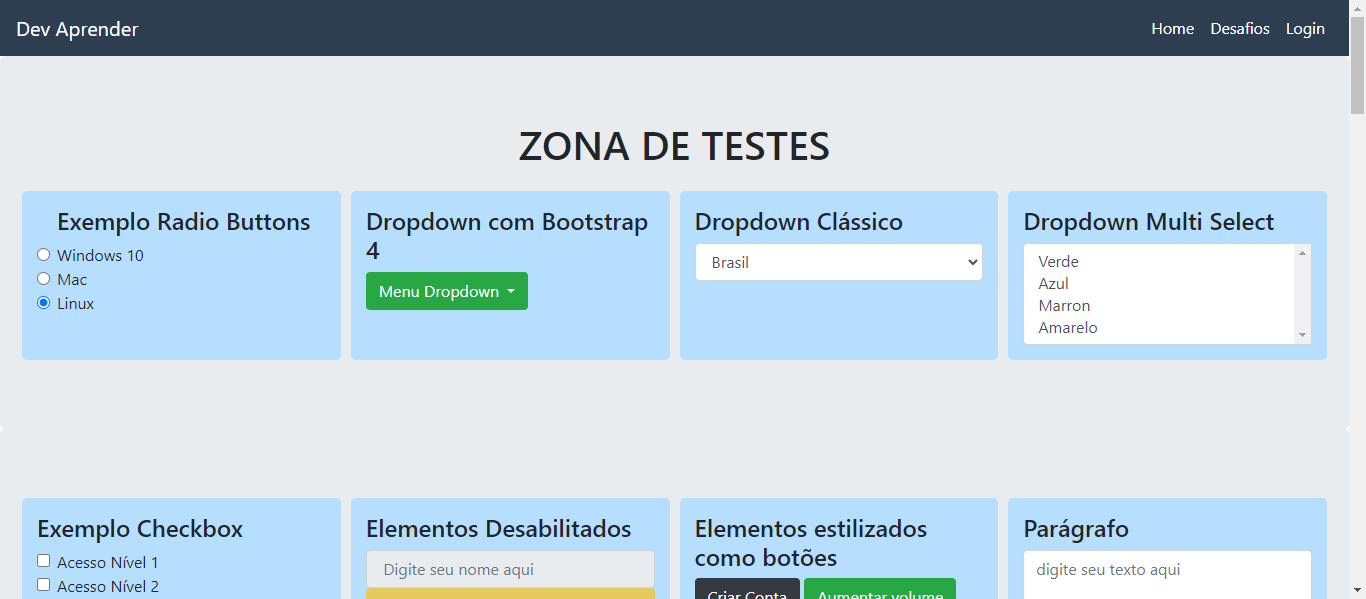 Dev Aprender
Home Desafios Login
ZONA DE TESTES
Exemplo Radio Buttons
Windows 10
Mac
Linux
Dropdown com Bootstrap
4
Menu Dropdown
Dropdown Clássico
Brasil
Dropdown Multi Select
Verde
Azul
Marron
Amarelo
Exemplo Checkbox
Acesso Nível 1
Acesso Nível 2
Elementos Desabilitados
Digite seu nome aqui
Elementos estilizados
como botões
Criar Conta
Aumentar volume
Parágrafo
digite seu texto aqui